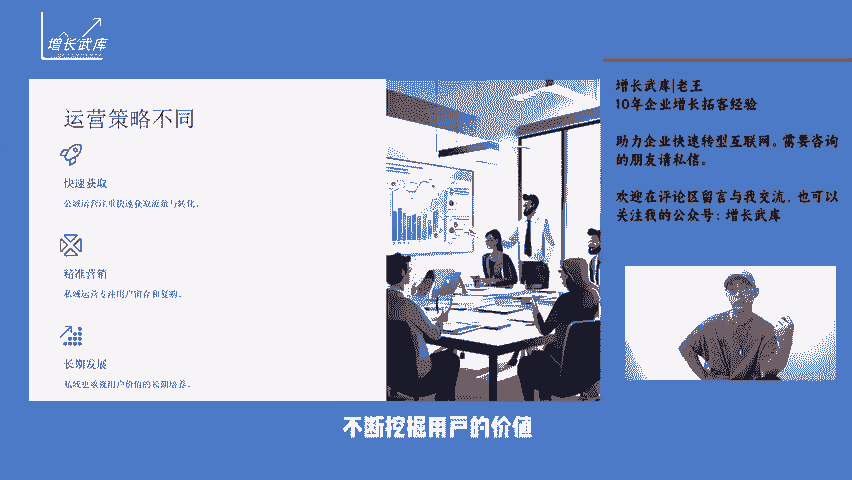 增长武库
运营策略不同
快速获取
公域运营注重快速获取流量与转化。
精准营销
私域运营专注用户留存和复购。
长期发展
私域更重视用户价值的长期培养。
增长武库|老王
10年企业增长拓客经验
助力企业快速转型互联网。需要咨询
的朋友请私信。
欢迎在评论区留言与我交流，也可以
关注我的公众号：增长武库
不断挖掘用户的价值